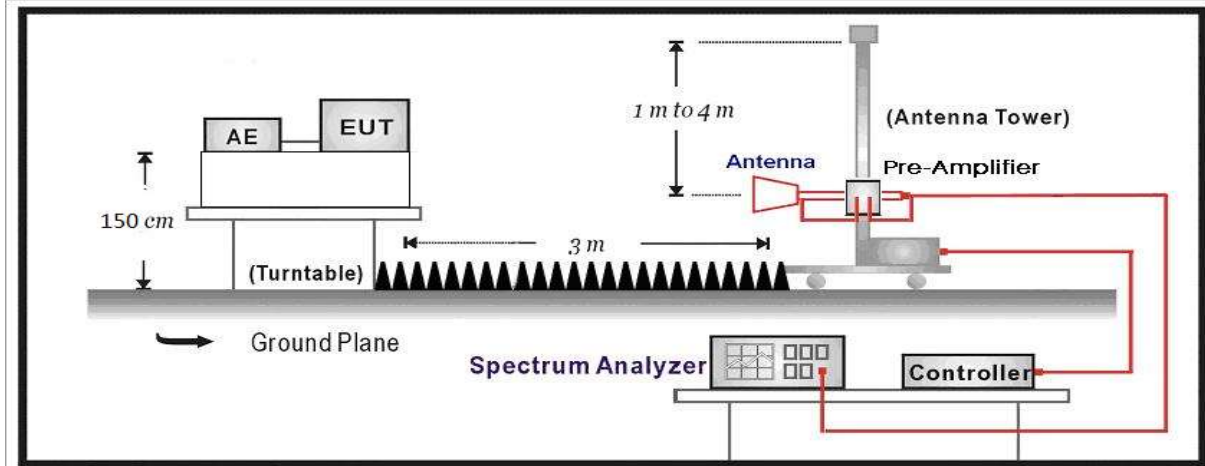 1 m to 4 m
(Antenna Tower)
AE
EUT
Antenna
Pre-Amplifier
150 cm
3 m
(Turntable)
Ground Plane
Spectrum Analyzer
Controller